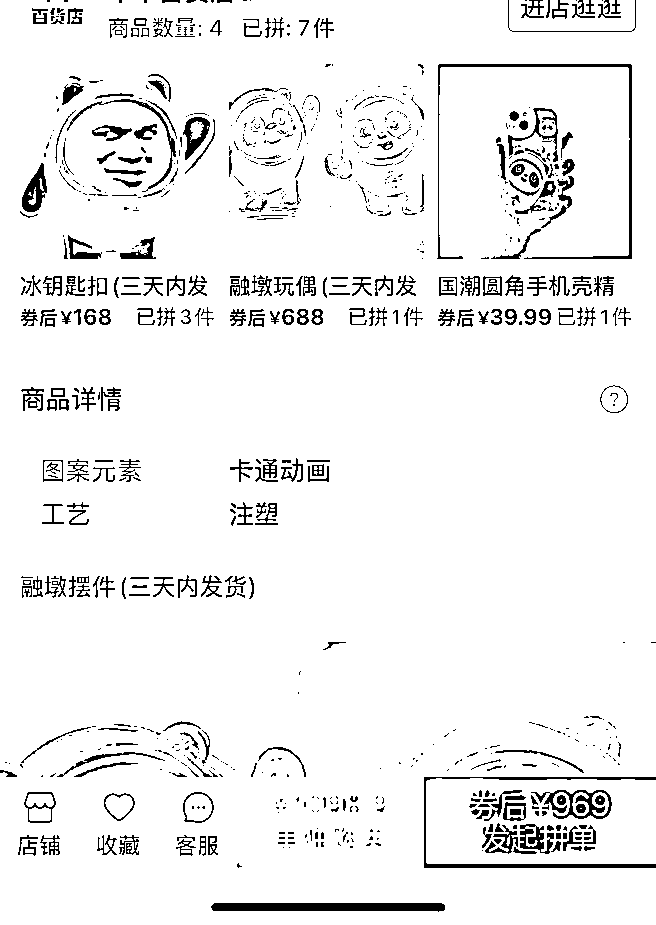 百货店
商品数量: 4 已拼: 7件
进店逛逛
冰钥匙扣(三天内发
融墩玩偶(三天内发
国潮圆角手机壳精
券后¥168 已拼3件
券后¥688 已拼1件
券后¥39.99 已拼1件
商品详情
?
图案元素 卡通动画
工艺 注塑
融墩摆件(三天内发货)
店铺
收藏
客服
券后¥969
发起拼单